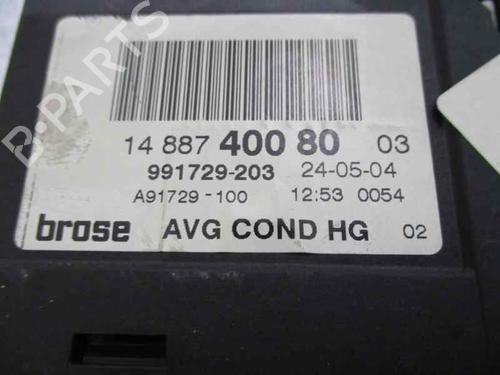 14 887 400 80 03
991729-203 24-05-04
A91729-100 12:53 0054
brose AVG COND HG 02
B-PARTS